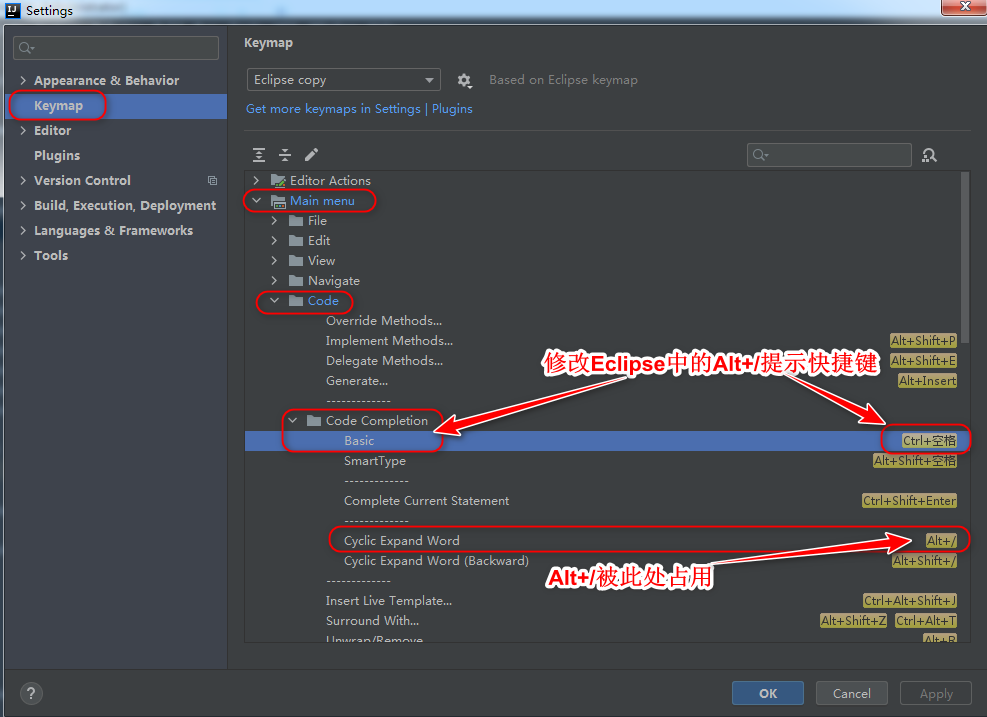 Settings
Keymap
Appearance & Behavior
Eclipse copy
Based on Eclipse keymap
Keymap
Get more keymaps in Settings | Plugins
Editor
Plugins
Version Control
Build, Execution, Deployment
Languages & Frameworks
Tools
Editor Actions
Main menu
File
Edit
View
Navigate
Code
Override Methods...
Implement Methods... Alt+Shift+P
Delegate Methods... Alt+Shift+E
修改Eclipse中的Alt+/提示快捷键
Generate... Alt+Insert
-------------
Code Completion
Basic Ctrl+空格
SmartType Alt+Shift+空格
-------------
Complete Current Statement Ctrl+Shift+Enter
-------------
Cyclic Expand Word Alt+/
Cyclic Expand Word (Backward) Alt+Shift+/
Alt+/被此处占用
-------------
Insert Live Template... Ctrl+Alt+Shift+J
Surround With... Alt+Shift+Z Ctrl+Alt+T
Unwrap/Remove... Alt+R
? OK Cancel Apply